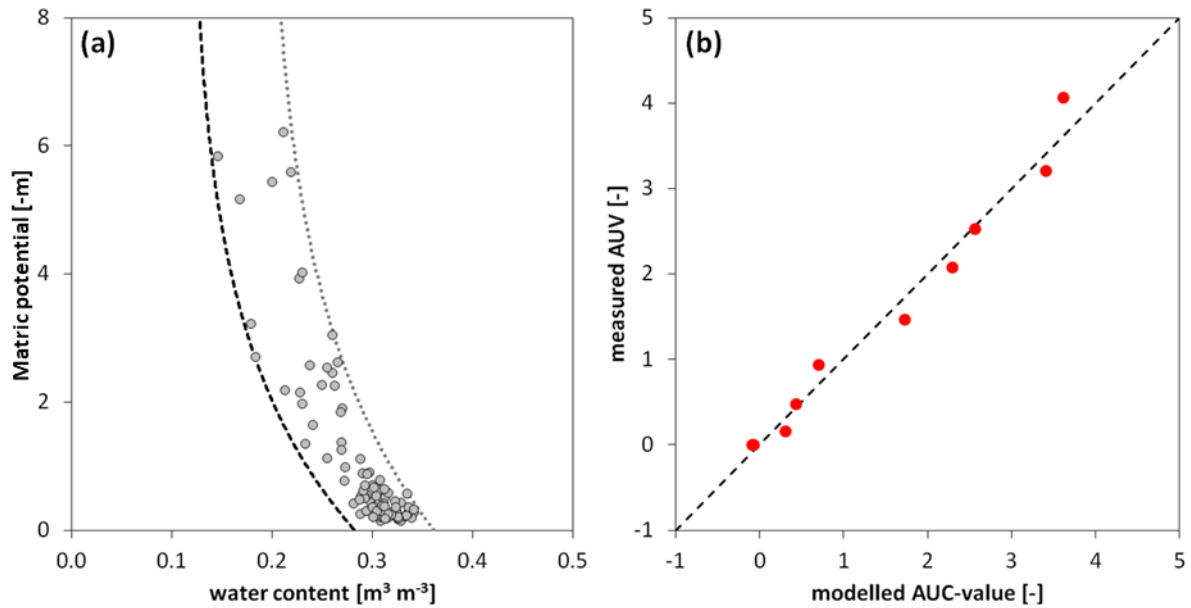 (a)
8
6
4
2
0
Matric potential [-m]
0.0 0.1 0.2 0.3 0.4 0.5
water content [m³ m⁻³]
(b)
5
4
3
2
1
0
-1
measured AUV [-]
-1 0 1 2 3 4 5
modelled AUC-value [-]